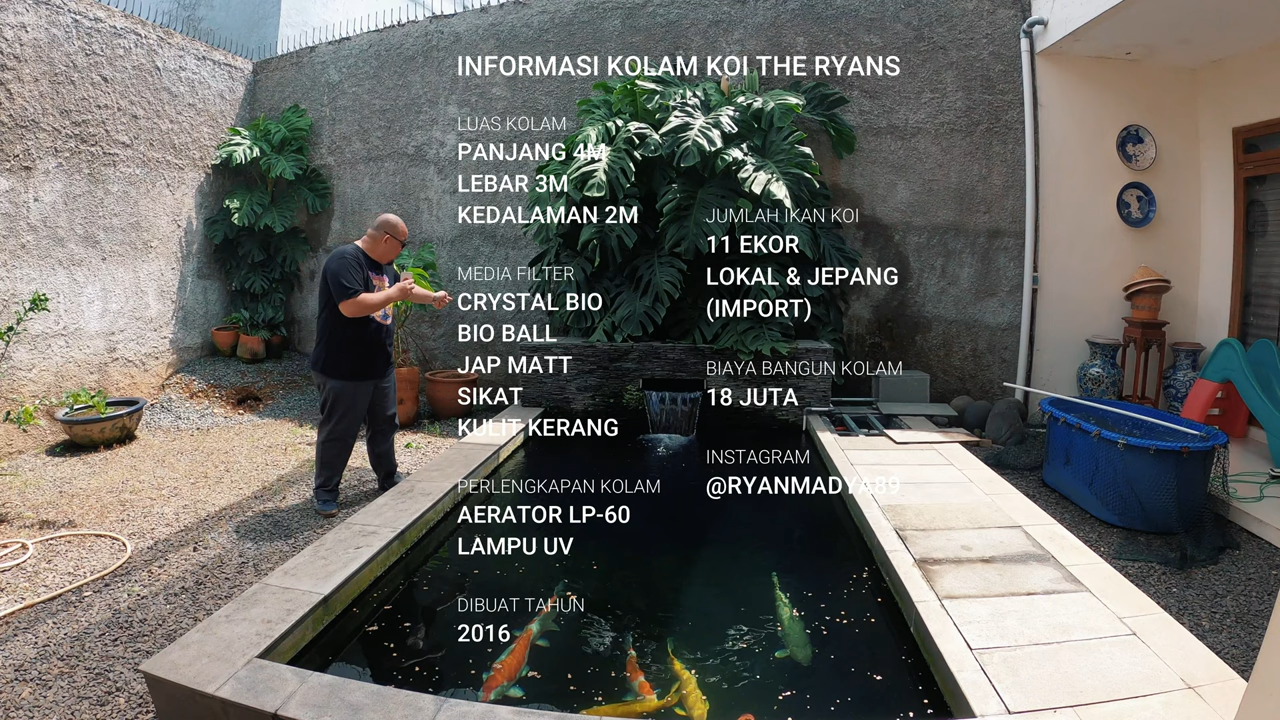 INFORMASI KOLAM KOI THE RYANS
LUAS KOLAM
PANJANG 4M
LEBAR 3M
KEDALAMAN 2M
MEDIA FILTER
CRYSTAL BIO
BIO BALL
JAP MATT
SIKAT
KULIT KERANG
PERLENGKAPAN KOLAM
AERATOR LP-60
LAMPU UV
DIBUAT TAHUN
2016
JUMLAH IKAN KOI
11 EKOR
LOKAL & JEPANG
(IMPORT)
BIAYA BANGUN KOLAM
18 JUTA
INSTAGRAM
@RYANMADYA89